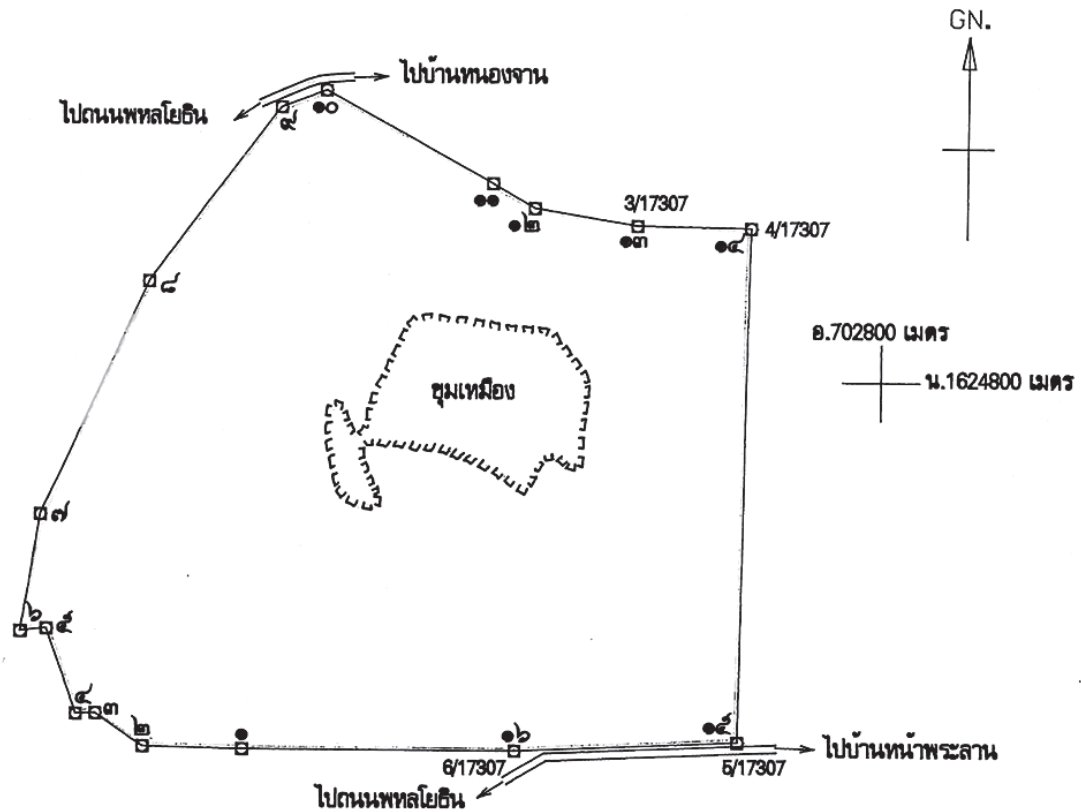 GN.
ไปบ้านหนองจาน
ไปถนนพหลโยธิน
๙
๑๐
๑๑
๑๒
3/17307
๑๓
4/17307
๑๔
๘
อ.702800 เมตร
น.1624800 เมตร
ขุมเหมือง
๗
๖
๕
๔
๓
๒
๑
๑๖
6/17307
๑๕
5/17307
ไปบ้านหน้าพระลาน
ไปถนนพหลโยธิน